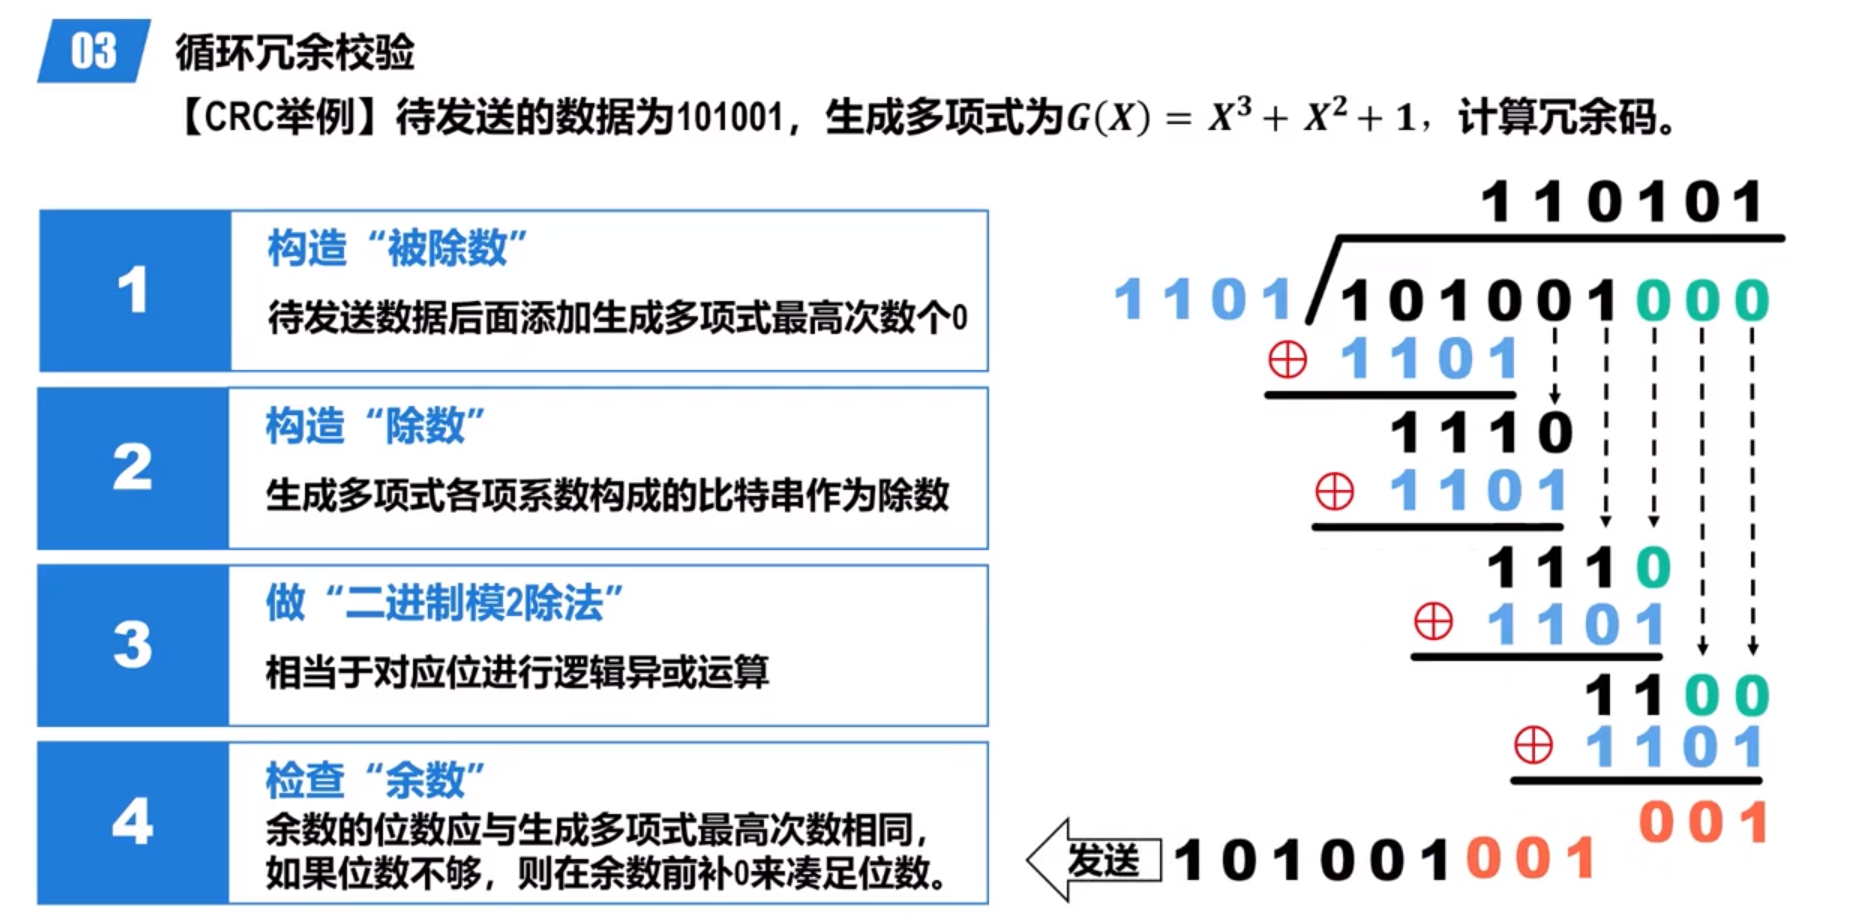 03 循环冗余校验
【CRC举例】待发送的数据为101001，生成多项式为G(X) = X³ + X² + 1，计算冗余码。
1
构造“被除数”
待发送数据后面添加生成多项式最高次数个0
2
构造“除数”
生成多项式各项系数构成的比特串作为除数
3
做“二进制模2除法”
相当于对应位进行逻辑异或运算
4
检查“余数”
余数的位数应与生成多项式最高次数相同，
如果位数不够，则在余数前补0来凑足位数。
110101
1101 101001000
⊕ 1101
1110
⊕ 1101
1110
⊕ 1101
1100
⊕ 1101
001
发送 101001001